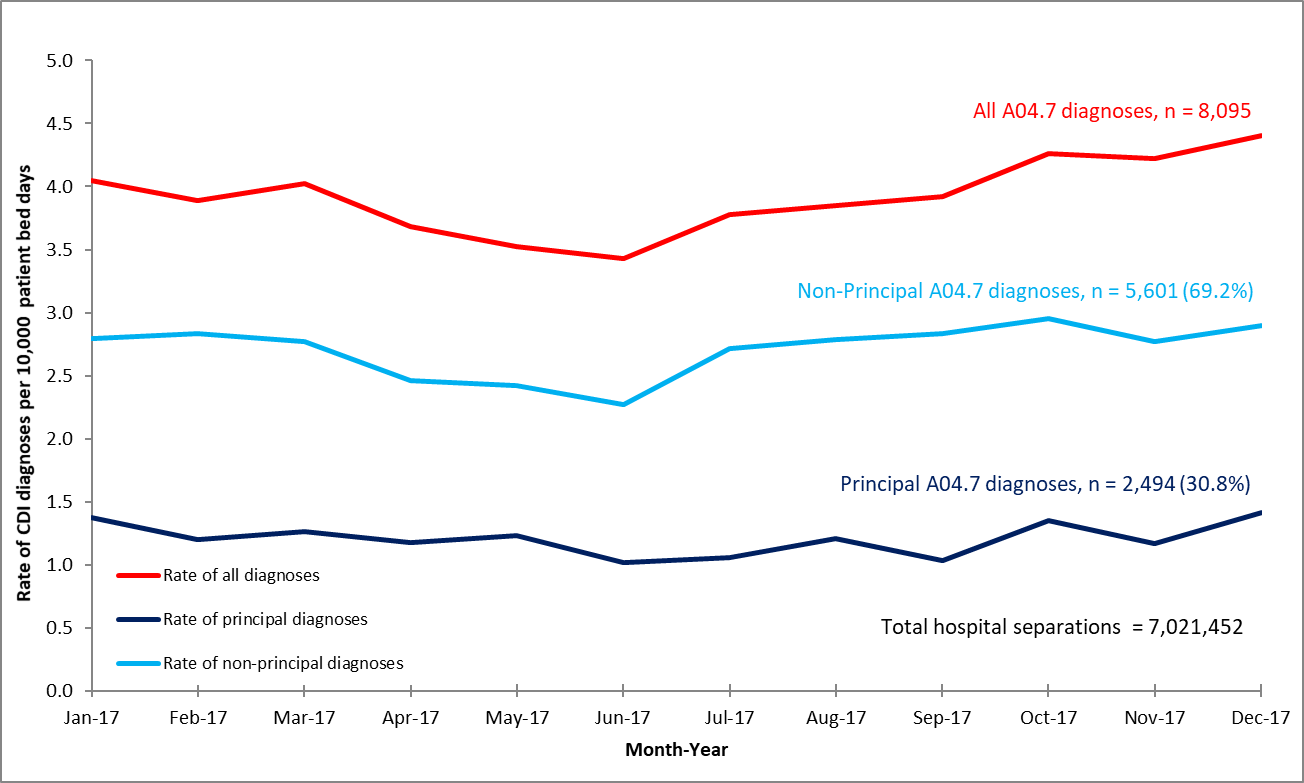 5.0
4.5
4.0
3.5
3.0
2.5
2.0
1.5
1.0
0.5
0.0
Rate of CDI diagnoses per 10,000 patient bed days
All A04.7 diagnoses, n = 8,095
Non-Principal A04.7 diagnoses, n = 5,601 (69.2%)
Principal A04.7 diagnoses, n = 2,494 (30.8%)
Rate of all diagnoses
Rate of principal diagnoses
Rate of non-principal diagnoses
Total hospital separations = 7,021,452
Jan-17 Feb-17 Mar-17 Apr-17 May-17 Jun-17 Jul-17 Aug-17 Sep-17 Oct-17 Nov-17 Dec-17
Month-Year